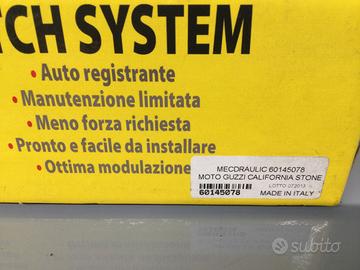 TCH SYSTEM
• Auto registrante
• Manutenzione limitata
• Meno forza richiesta
• Pronto e facile da installare
• Ottima modulazione
MECDRAULIC 60145078
MOTO GUZZI CALIFORNIA STONE
LOTTO 072013
60145078 MADE IN ITALY
subito